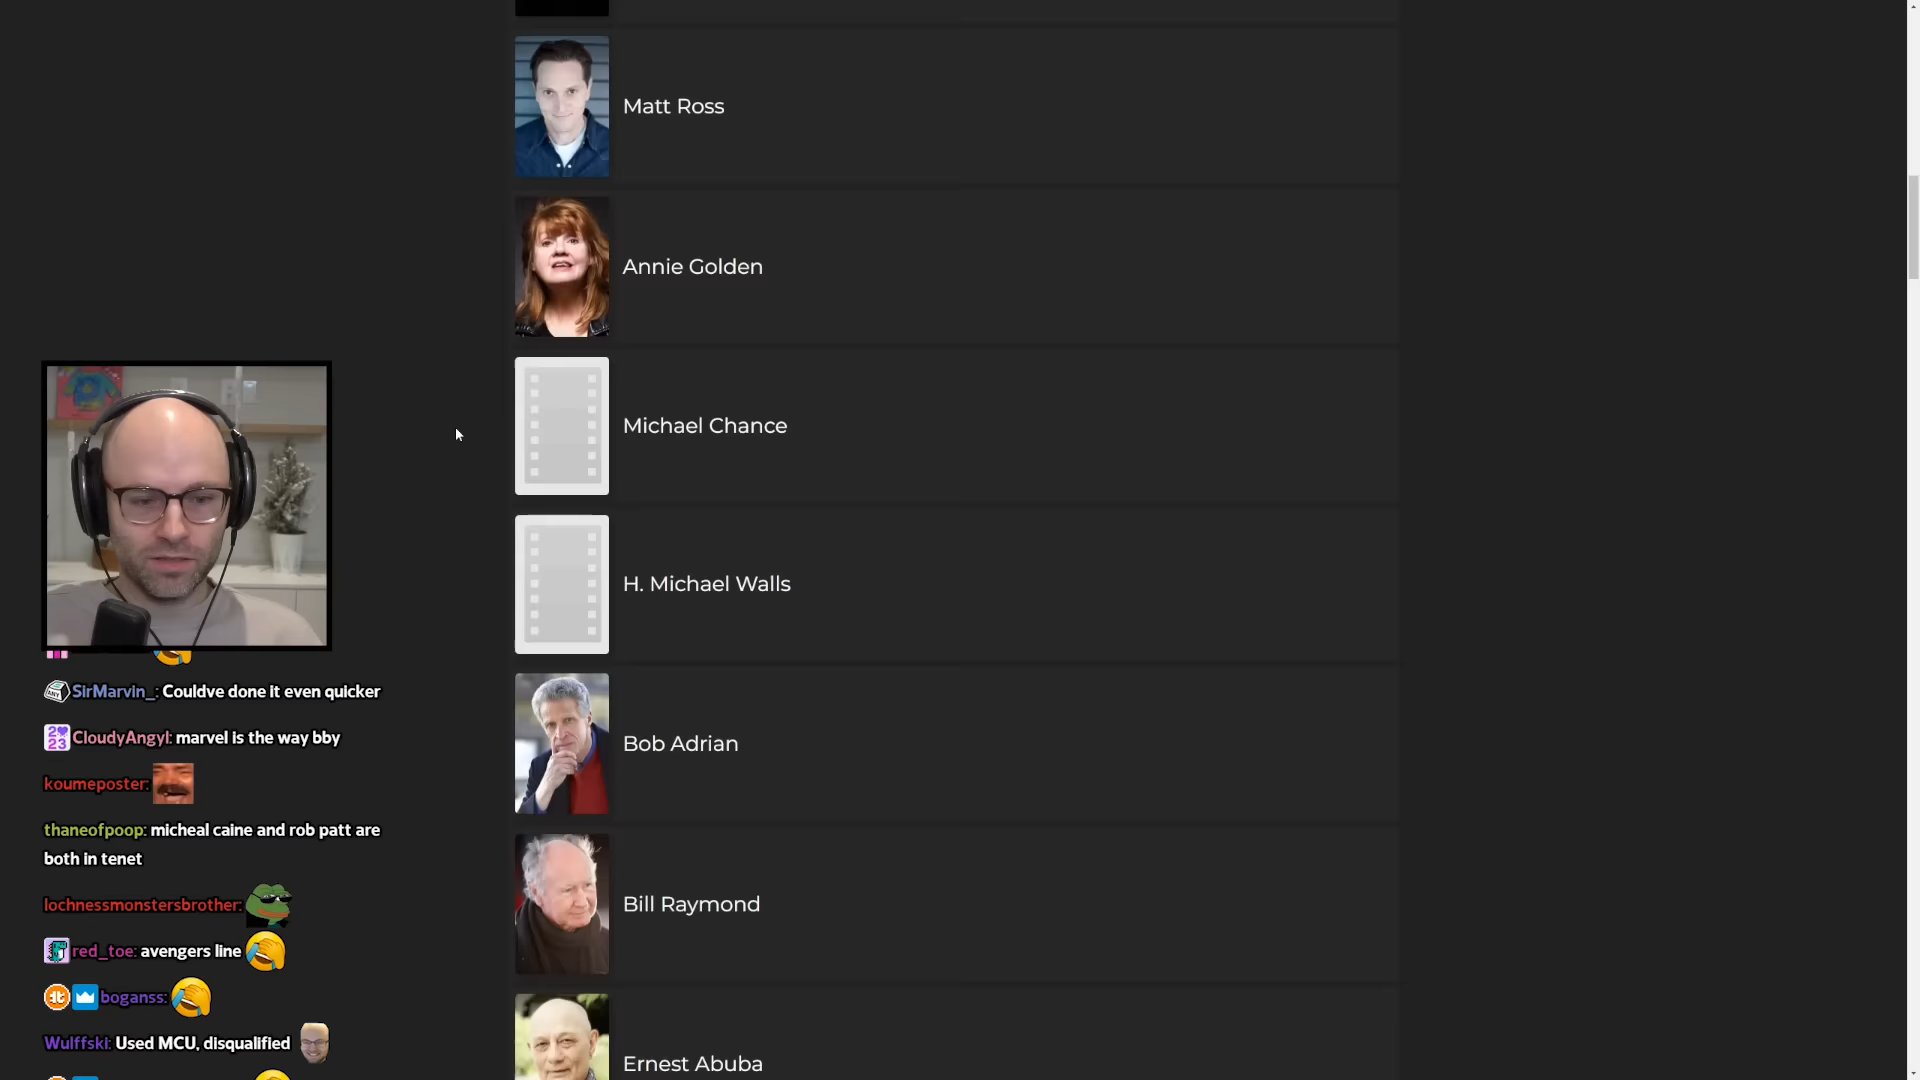 Matt Ross
Annie Golden
Michael Chance
H. Michael Walls
Bob Adrian
Bill Raymond
Ernest Abuba
SirMarvin_: Couldve done it even quicker
CloudyAngyl: marvel is the way bby
koumeposter:
thaneofpoop: micheal caine and rob patt are
both in tenet
lochnessmonstersbrother:
red_toe: avengers line
boganss:
Wulffski: Used MCU, disqualified